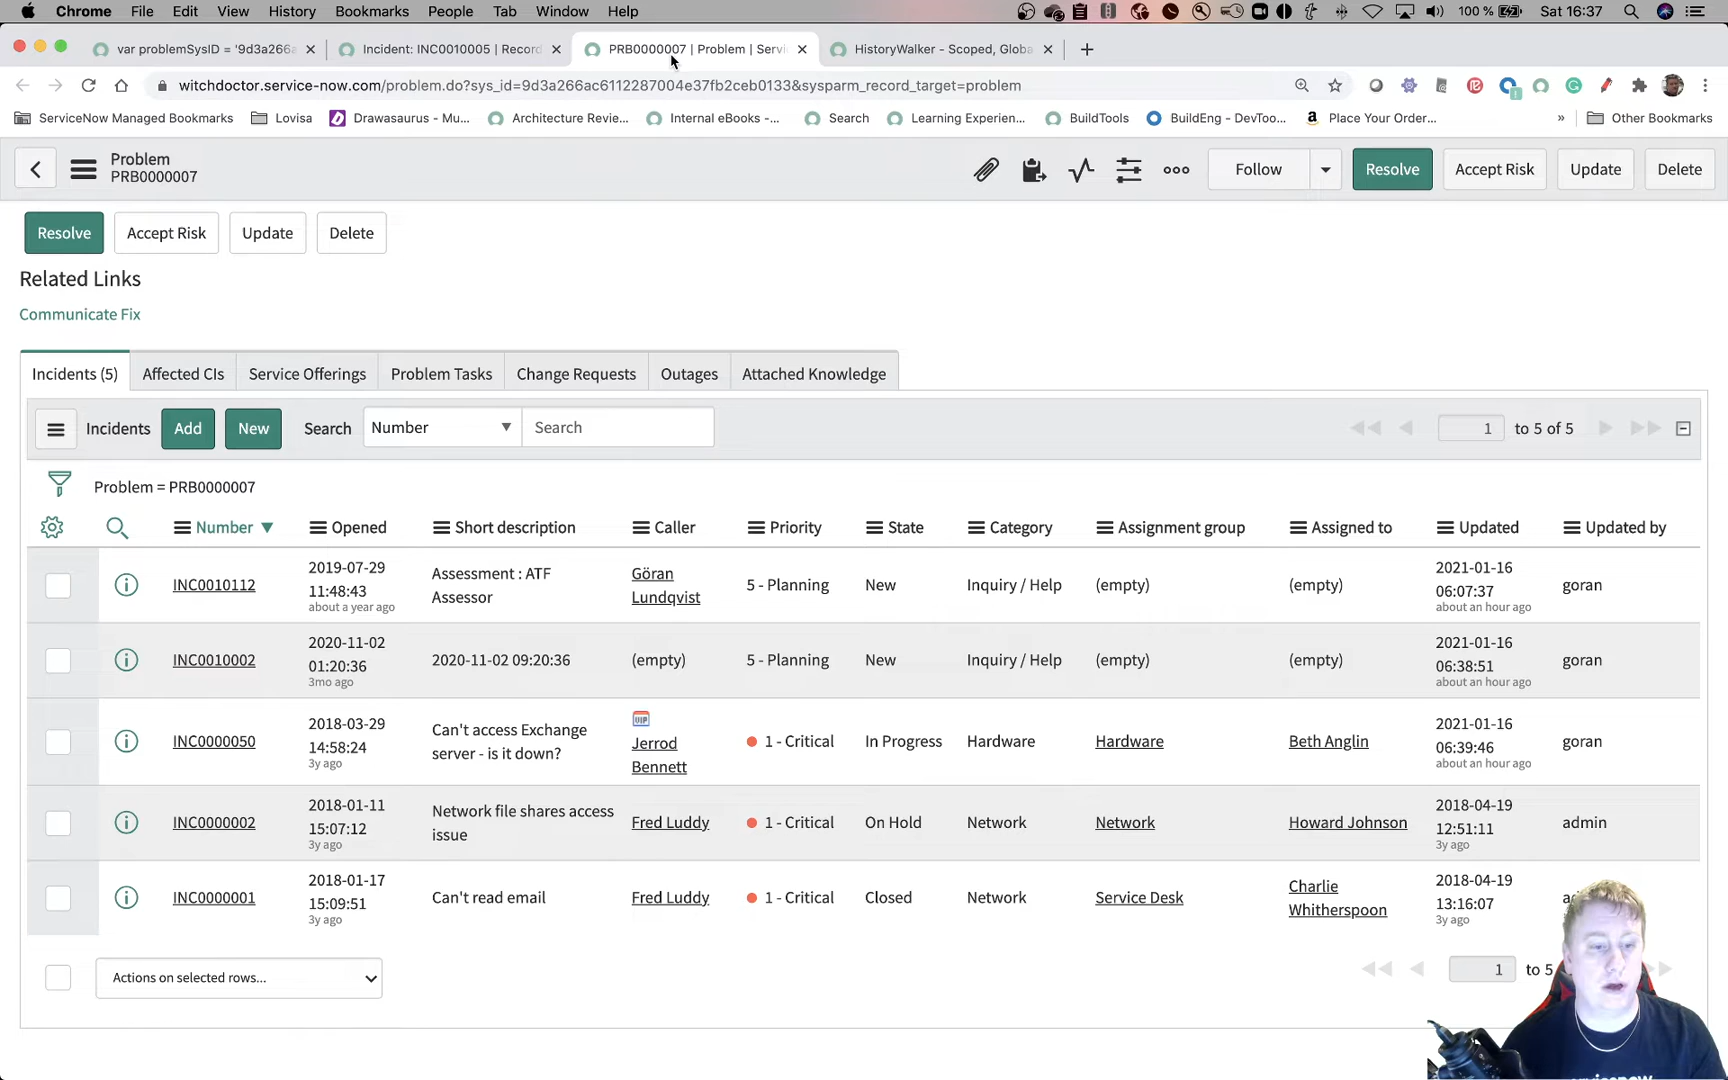 Chrome File Edit View History Bookmarks People Tab Window Help 100 % Sat 16:37
var problemSysID = '9d3a266a Incident: INC0010005 | Record PRB0000007 | Problem | Servi HistoryWalker - Scoped, Globa
witchdoctor.service-now.com/problem.do?sys_id=9d3a266ac6112287004e37fb2ceb0133&sysparm_record_target=problem
ServiceNow Managed Bookmarks Lovisa Drawasaurus - Mu... Architecture Revie... Internal eBooks -... Search Learning Experien... BuildTools BuildEng - DevToo... Place Your Order... » Other Bookmarks
Problem
PRB0000007
Follow Resolve Accept Risk Update Delete
Resolve Accept Risk Update Delete
Related Links
Communicate Fix
Incidents (5) Affected CIs Service Offerings Problem Tasks Change Requests Outages Attached Knowledge
Incidents Add New Search Number Search 1 to 5 of 5
Problem = PRB0000007
Number Opened Short description Caller Priority State Category Assignment group Assigned to Updated Updated by
INC0010112 2019-07-29 11:48:43 about a year ago Assessment : ATF Assessor Göran Lundqvist 5 - Planning New Inquiry / Help (empty) (empty) 2021-01-16 06:07:37 about an hour ago goran
INC0010002 2020-11-02 01:20:36 3mo ago 2020-11-02 09:20:36 (empty) 5 - Planning New Inquiry / Help (empty) (empty) 2021-01-16 06:38:51 about an hour ago goran
INC0000050 2018-03-29 14:58:24 3y ago Can't access Exchange server - is it down? VIP Jerrod Bennett 1 - Critical In Progress Hardware Hardware Beth Anglin 2021-01-16 06:39:46 about an hour ago goran
INC0000002 2018-01-11 15:07:12 3y ago Network file shares access issue Fred Luddy 1 - Critical On Hold Network Network Howard Johnson 2018-04-19 12:51:11 3y ago admin
INC0000001 2018-01-17 15:09:51 3y ago Can't read email Fred Luddy 1 - Critical Closed Network Service Desk Charlie Whitherspoon 2018-04-19 13:16:07 3y ago
Actions on selected rows... 1 to 5